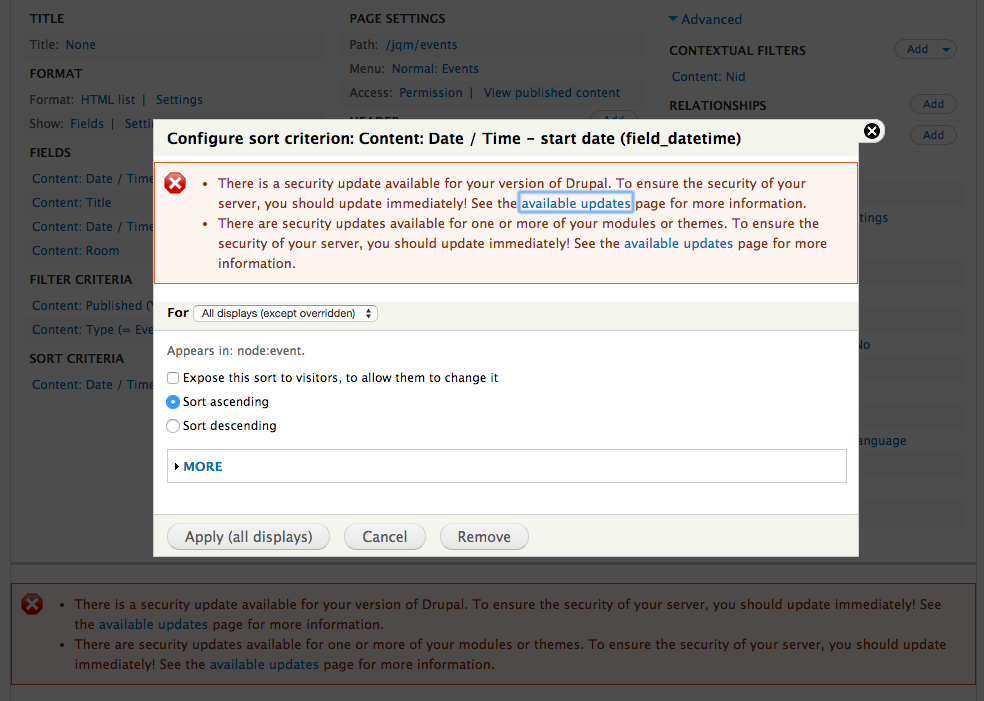 TITLE
Title: None
FORMAT
Format: HTML list | Settings
Show: Fields | Setti
FIELDS
Content: Date / Time
Content: Title
Content: Date / Time
Content: Room
FILTER CRITERIA
Content: Published (Y
Content: Type (= Eve
SORT CRITERIA
Content: Date / Time
PAGE SETTINGS
Path: /jqm/events
Menu: Normal: Events
Access: Permission | View published content
HEADER Add
Advanced
CONTEXTUAL FILTERS Add
Content: Nid
RELATIONSHIPS Add
Add
tings
No
anguage
Configure sort criterion: Content: Date / Time - start date (field_datetime)
• There is a security update available for your version of Drupal. To ensure the security of your
server, you should update immediately! See the available updates page for more information.
• There are security updates available for one or more of your modules or themes. To ensure the
security of your server, you should update immediately! See the available updates page for more
information.
For All displays (except overridden)
Appears in: node:event.
Expose this sort to visitors, to allow them to change it
Sort ascending
Sort descending
MORE
Apply (all displays) Cancel Remove
• There is a security update available for your version of Drupal. To ensure the security of your server, you should update immediately! See
the available updates page for more information.
• There are security updates available for one or more of your modules or themes. To ensure the security of your server, you should update
immediately! See the available updates page for more information.